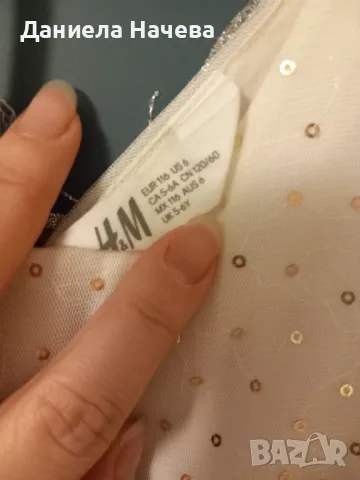 Даниела Начева
EUR 116 US 6
CA 5-6A CN 120/60
MX 116 AUS 6
UK 5-6Y
H&M
BAZAR